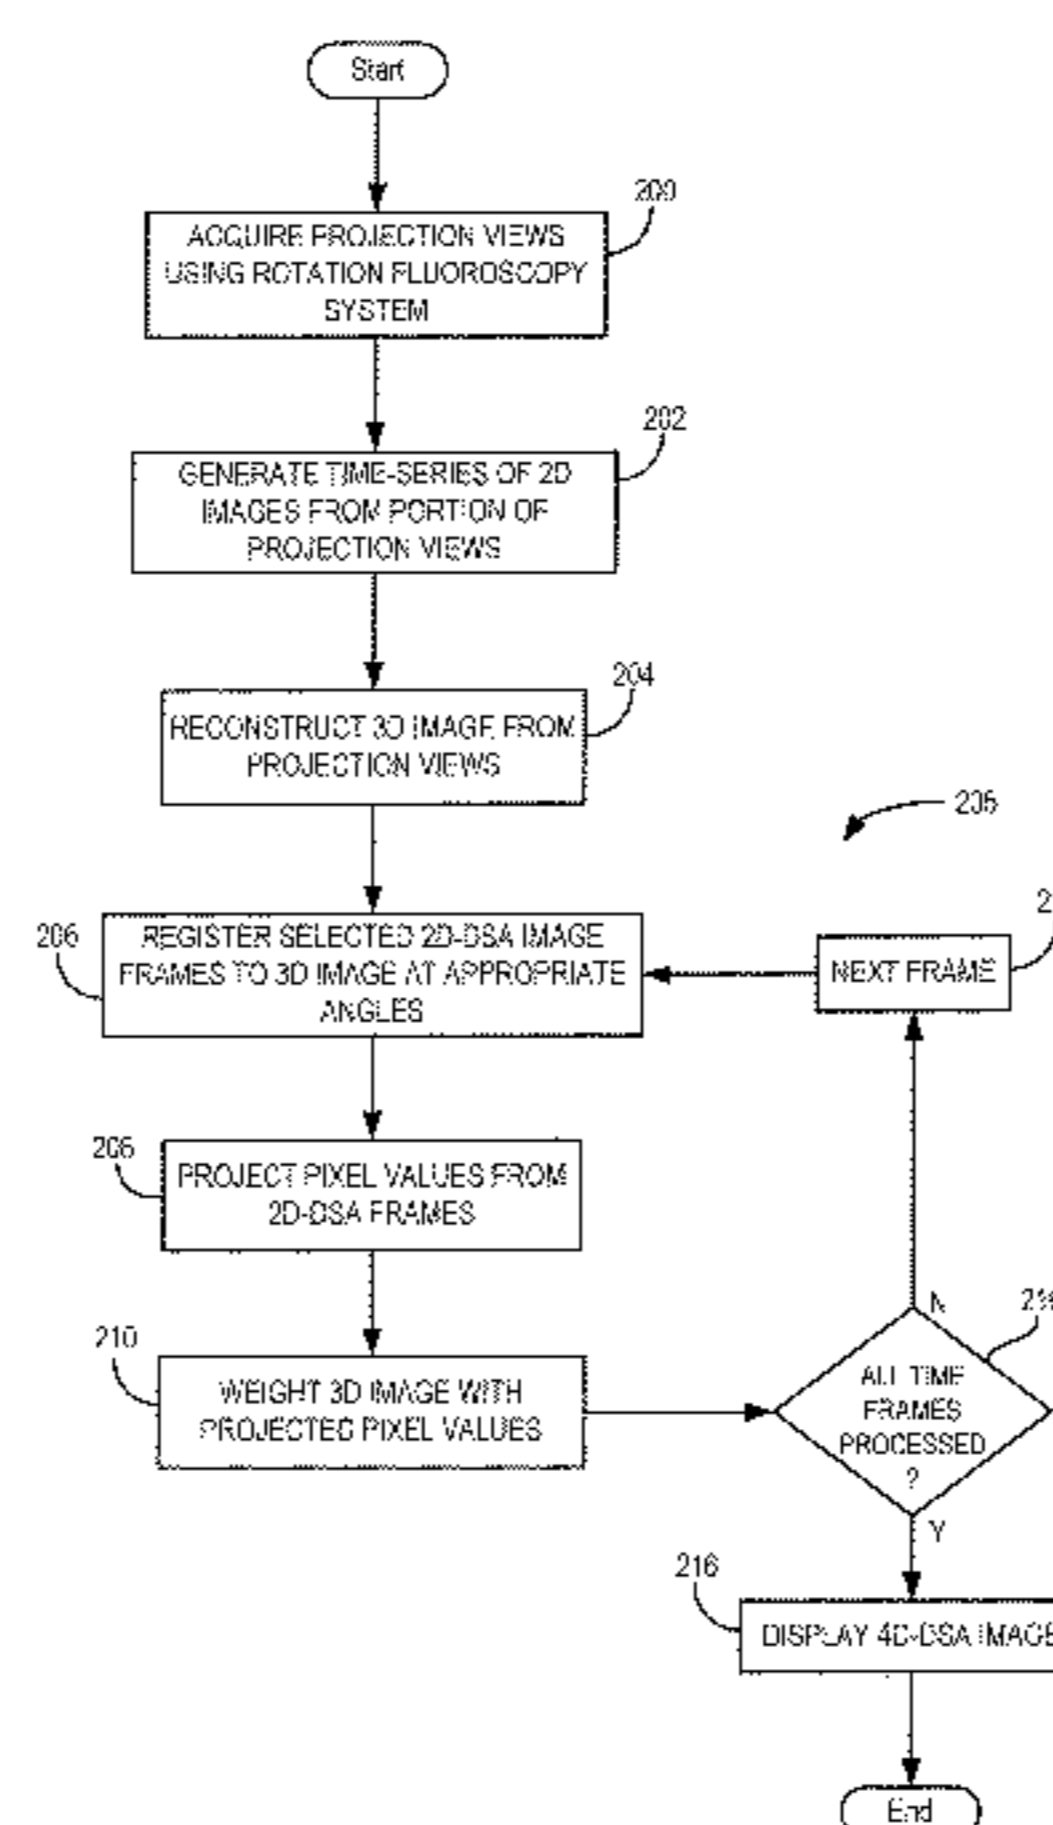 Start
200
ACQUIRE PROJECTION VIEWS
USING ROTATION FLUOROSCOPY
SYSTEM
202
GENERATE TIME-SERIES OF 2D
IMAGES FROM PORTION OF
PROJECTION VIEWS
204
RECONSTRUCT 3D IMAGE FROM
PROJECTION VIEWS
205
206
REGISTER SELECTED 2D-DSA IMAGE
FRAMES TO 3D IMAGE AT APPROPRIATE
ANGLES
NEXT FRAME
208
PROJECT PIXEL VALUES FROM
2D-DSA FRAMES
210
WEIGHT 3D IMAGE WITH
PROJECTED PIXEL VALUES
N
ALL TIME
FRAMES
PROCESSED
?
Y
216
DISPLAY 4D-DSA IMAGE
End